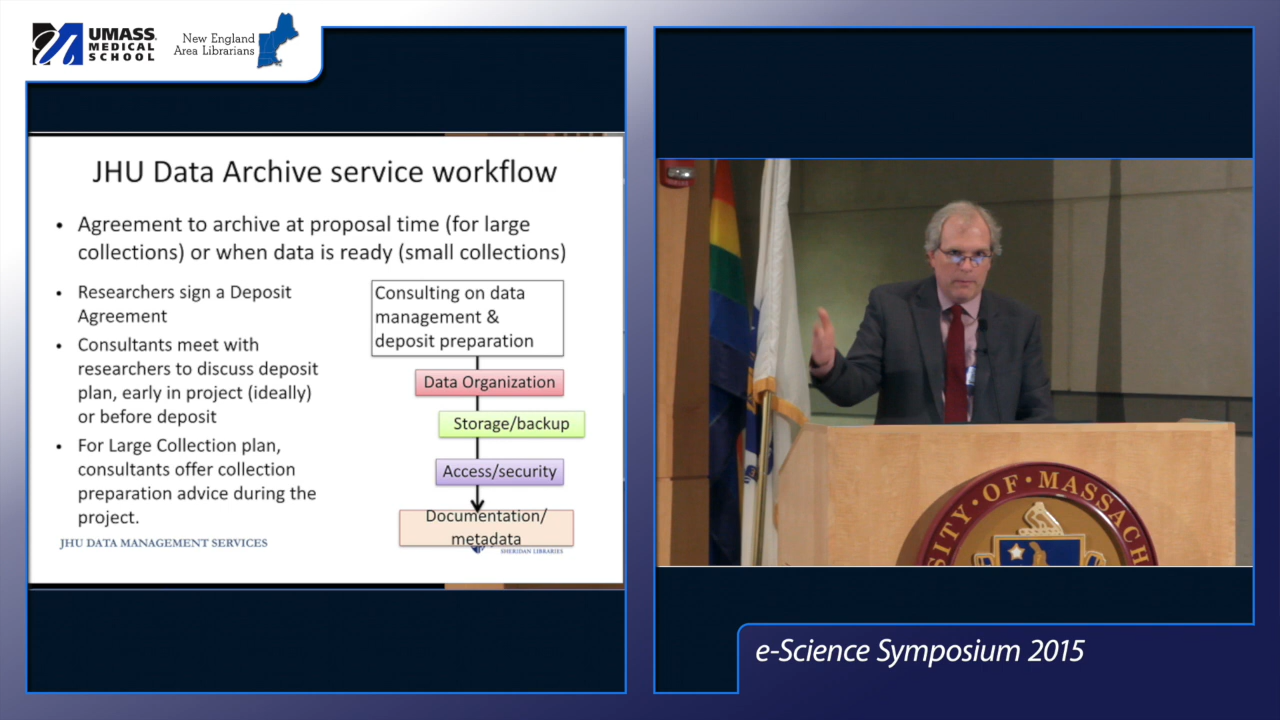 UMASS
MEDICAL
SCHOOL
New England
Area Librarians
JHU Data Archive service workflow
• Agreement to archive at proposal time (for large
collections) or when data is ready (small collections)
• Researchers sign a Deposit
Agreement
• Consultants meet with
researchers to discuss deposit
plan, early in project (ideally)
or before deposit
• For Large Collection plan,
consultants offer collection
preparation advice during the
project.
Consulting on data
management &
deposit preparation
Data Organization
Storage/backup
Access/security
Documentation/
metadata
JHU DATA MANAGEMENT SERVICES
SHERIDAN LIBRARIES
SITY·OF·MASSACH
e-Science Symposium 2015